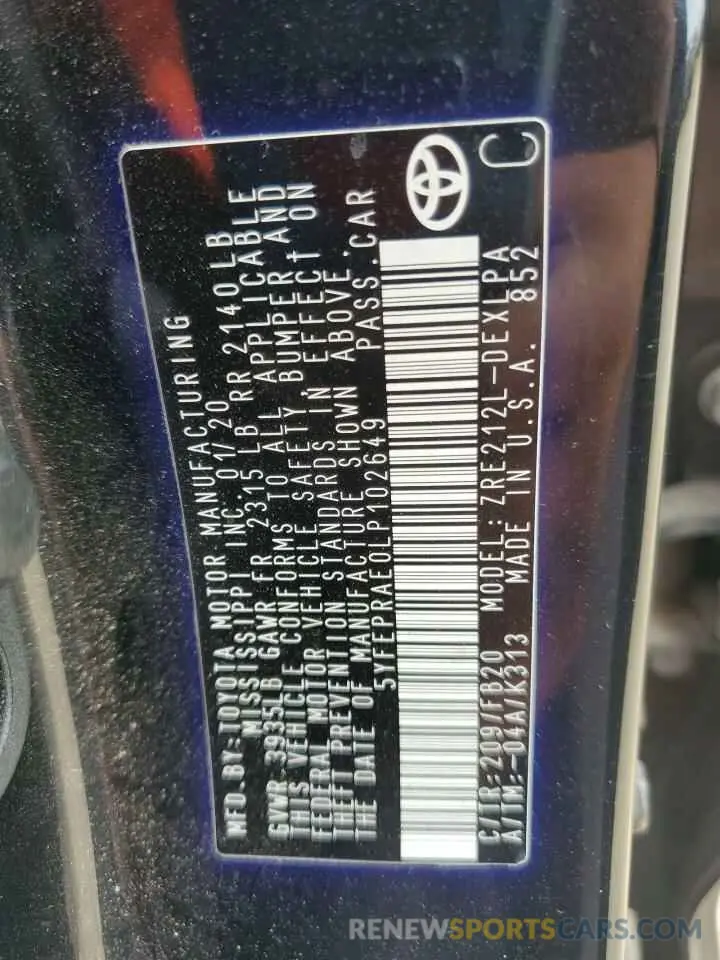 MFD.BY:TOYOTA MOTOR MANUFACTURING
MISSISSIPPI INC. 01/20
GVWR 3935LB GAWR FR 2315 LB RR 2140LB
THIS VEHICLE CONFORMS TO ALL APPLICABLE
FEDERAL MOTOR VEHICLE SAFETY, BUMPER AND
THEFT PREVENTION STANDARDS IN EFFECT ON
THE DATE OF MANUFACTURE SHOWN ABOVE.
5YFEPRAE0LP102649 PASS.CAR
C/TR:209/FB20 MODEL:ZRE212L-DEXLPA
A/TM:-04A/K313 MADE IN U.S.A. 852
C
RENEWSPORTSCARS.COM